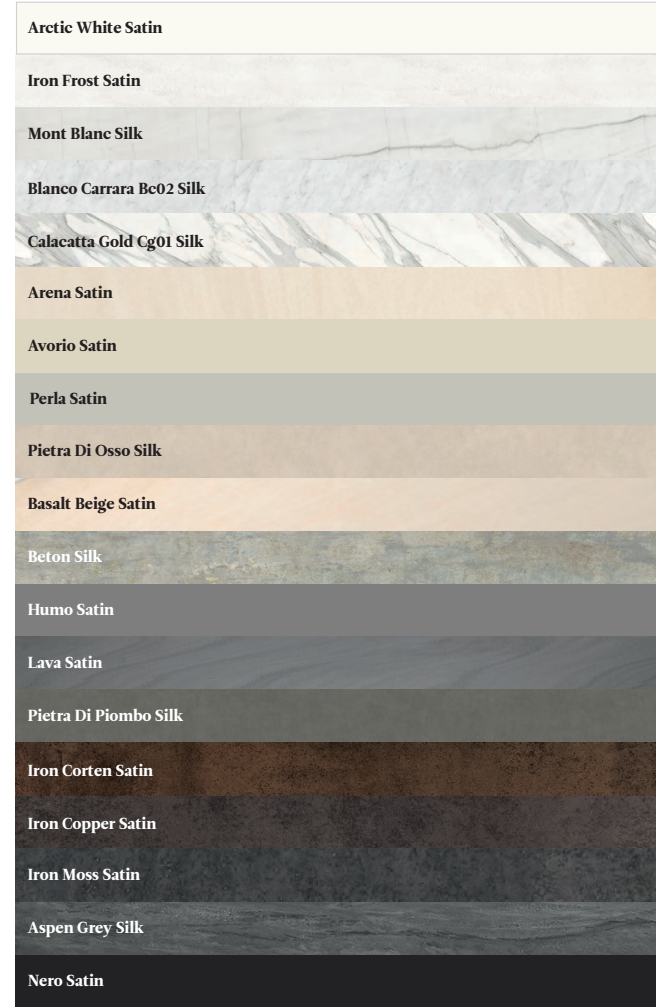 Arctic White Satin
Iron Frost Satin
Mont Blanc Silk
Blanco Carrara Bc02 Silk
Calacatta Gold Cg01 Silk
Arena Satin
Avorio Satin
Perla Satin
Pietra Di Osso Silk
Basalt Beige Satin
Beton Silk
Humo Satin
Lava Satin
Pietra Di Piombo Silk
Iron Corten Satin
Iron Copper Satin
Iron Moss Satin
Aspen Grey Silk
Nero Satin